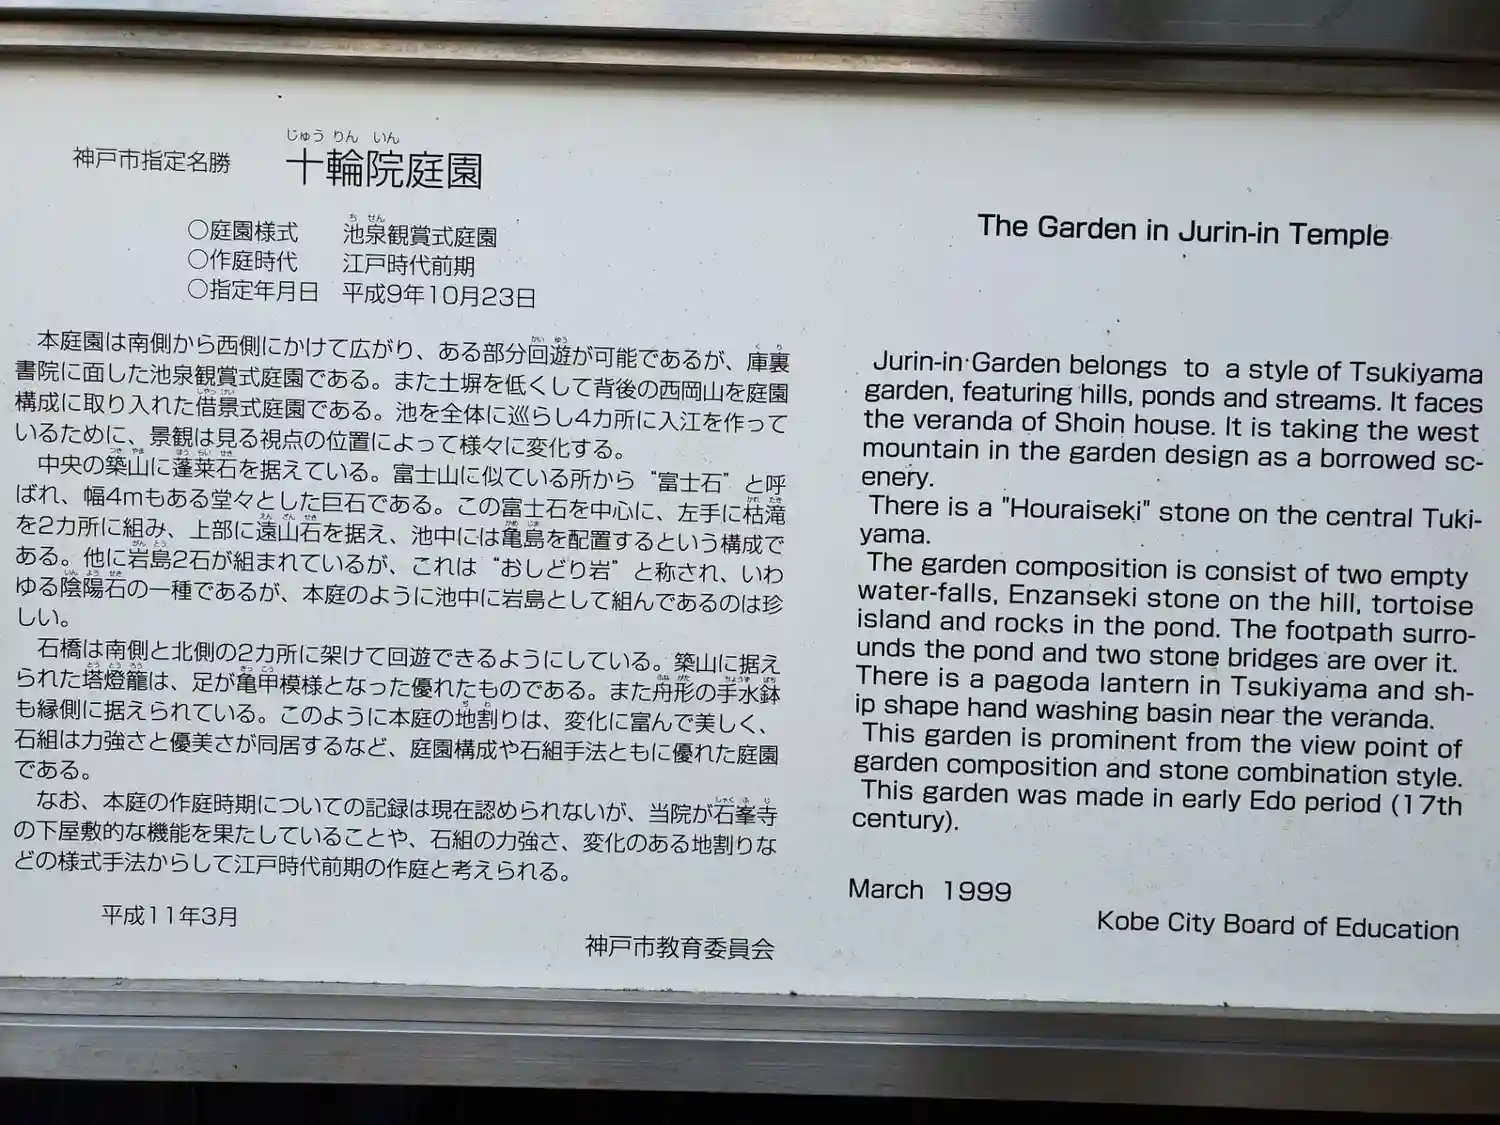 神戸市指定名勝 十輪院庭園
じゅう りん いん
○庭園様式 池泉観賞式庭園
ち せん
○作庭時代 江戸時代前期
○指定年月日 平成9年10月23日
本庭園は南側から西側にかけて広がり、ある部分回遊が可能であるが、庫裏
書院に面した池泉観賞式庭園である。また土塀を低くして背後の西岡山を庭園
構成に取り入れた借景式庭園である。池を全体に巡らし4カ所に入江を作って
いるために、景観は見る視点の位置によって様々に変化する。
中央の築山に蓬莱石を据えている。富士山に似ている所から“富士石”と呼
ばれ、幅4mもある堂々とした巨石である。この富士石を中心に、左手に枯滝
を2カ所に組み、上部に遠山石を据え、池中には亀島を配置するという構成で
ある。他に岩島2石が組まれているが、これは“おしどり岩”と称され、いわ
ゆる陰陽石の一種であるが、本庭のように池中に岩島として組んであるのは珍
しい。
石橋は南側と北側の2カ所に架けて回遊できるようにしている。築山に据え
られた塔燈籠は、足が亀甲模様となった優れたものである。また舟形の手水鉢
も縁側に据えられている。このように本庭の地割りは、変化に富んで美しく、
石組は力強さと優美さが同居するなど、庭園構成や石組手法ともに優れた庭園
である。
なお、本庭の作庭時期についての記録は現在認められないが、当院が石峯寺
の下屋敷的な機能を果たしていることや、石組の力強さ、変化のある地割りな
どの様式手法からして江戸時代前期の作庭と考えられる。
平成11年3月
神戸市教育委員会
The Garden in Jurin-in Temple
Jurin-in Garden belongs to a style of Tsukiyama
garden, featuring hills, ponds and streams. It faces
the veranda of Shoin house. It is taking the west
mountain in the garden design as a borrowed sc-
enery.
There is a "Houraiseki" stone on the central Tuki-
yama.
The garden composition is consist of two empty
water-falls, Enzanseki stone on the hill, tortoise
island and rocks in the pond. The footpath surro-
unds the pond and two stone bridges are over it.
There is a pagoda lantern in Tsukiyama and sh-
ip shape hand washing basin near the veranda.
This garden is prominent from the view point of
garden composition and stone combination style.
This garden was made in early Edo period (17th
century).
March 1999
Kobe City Board of Education